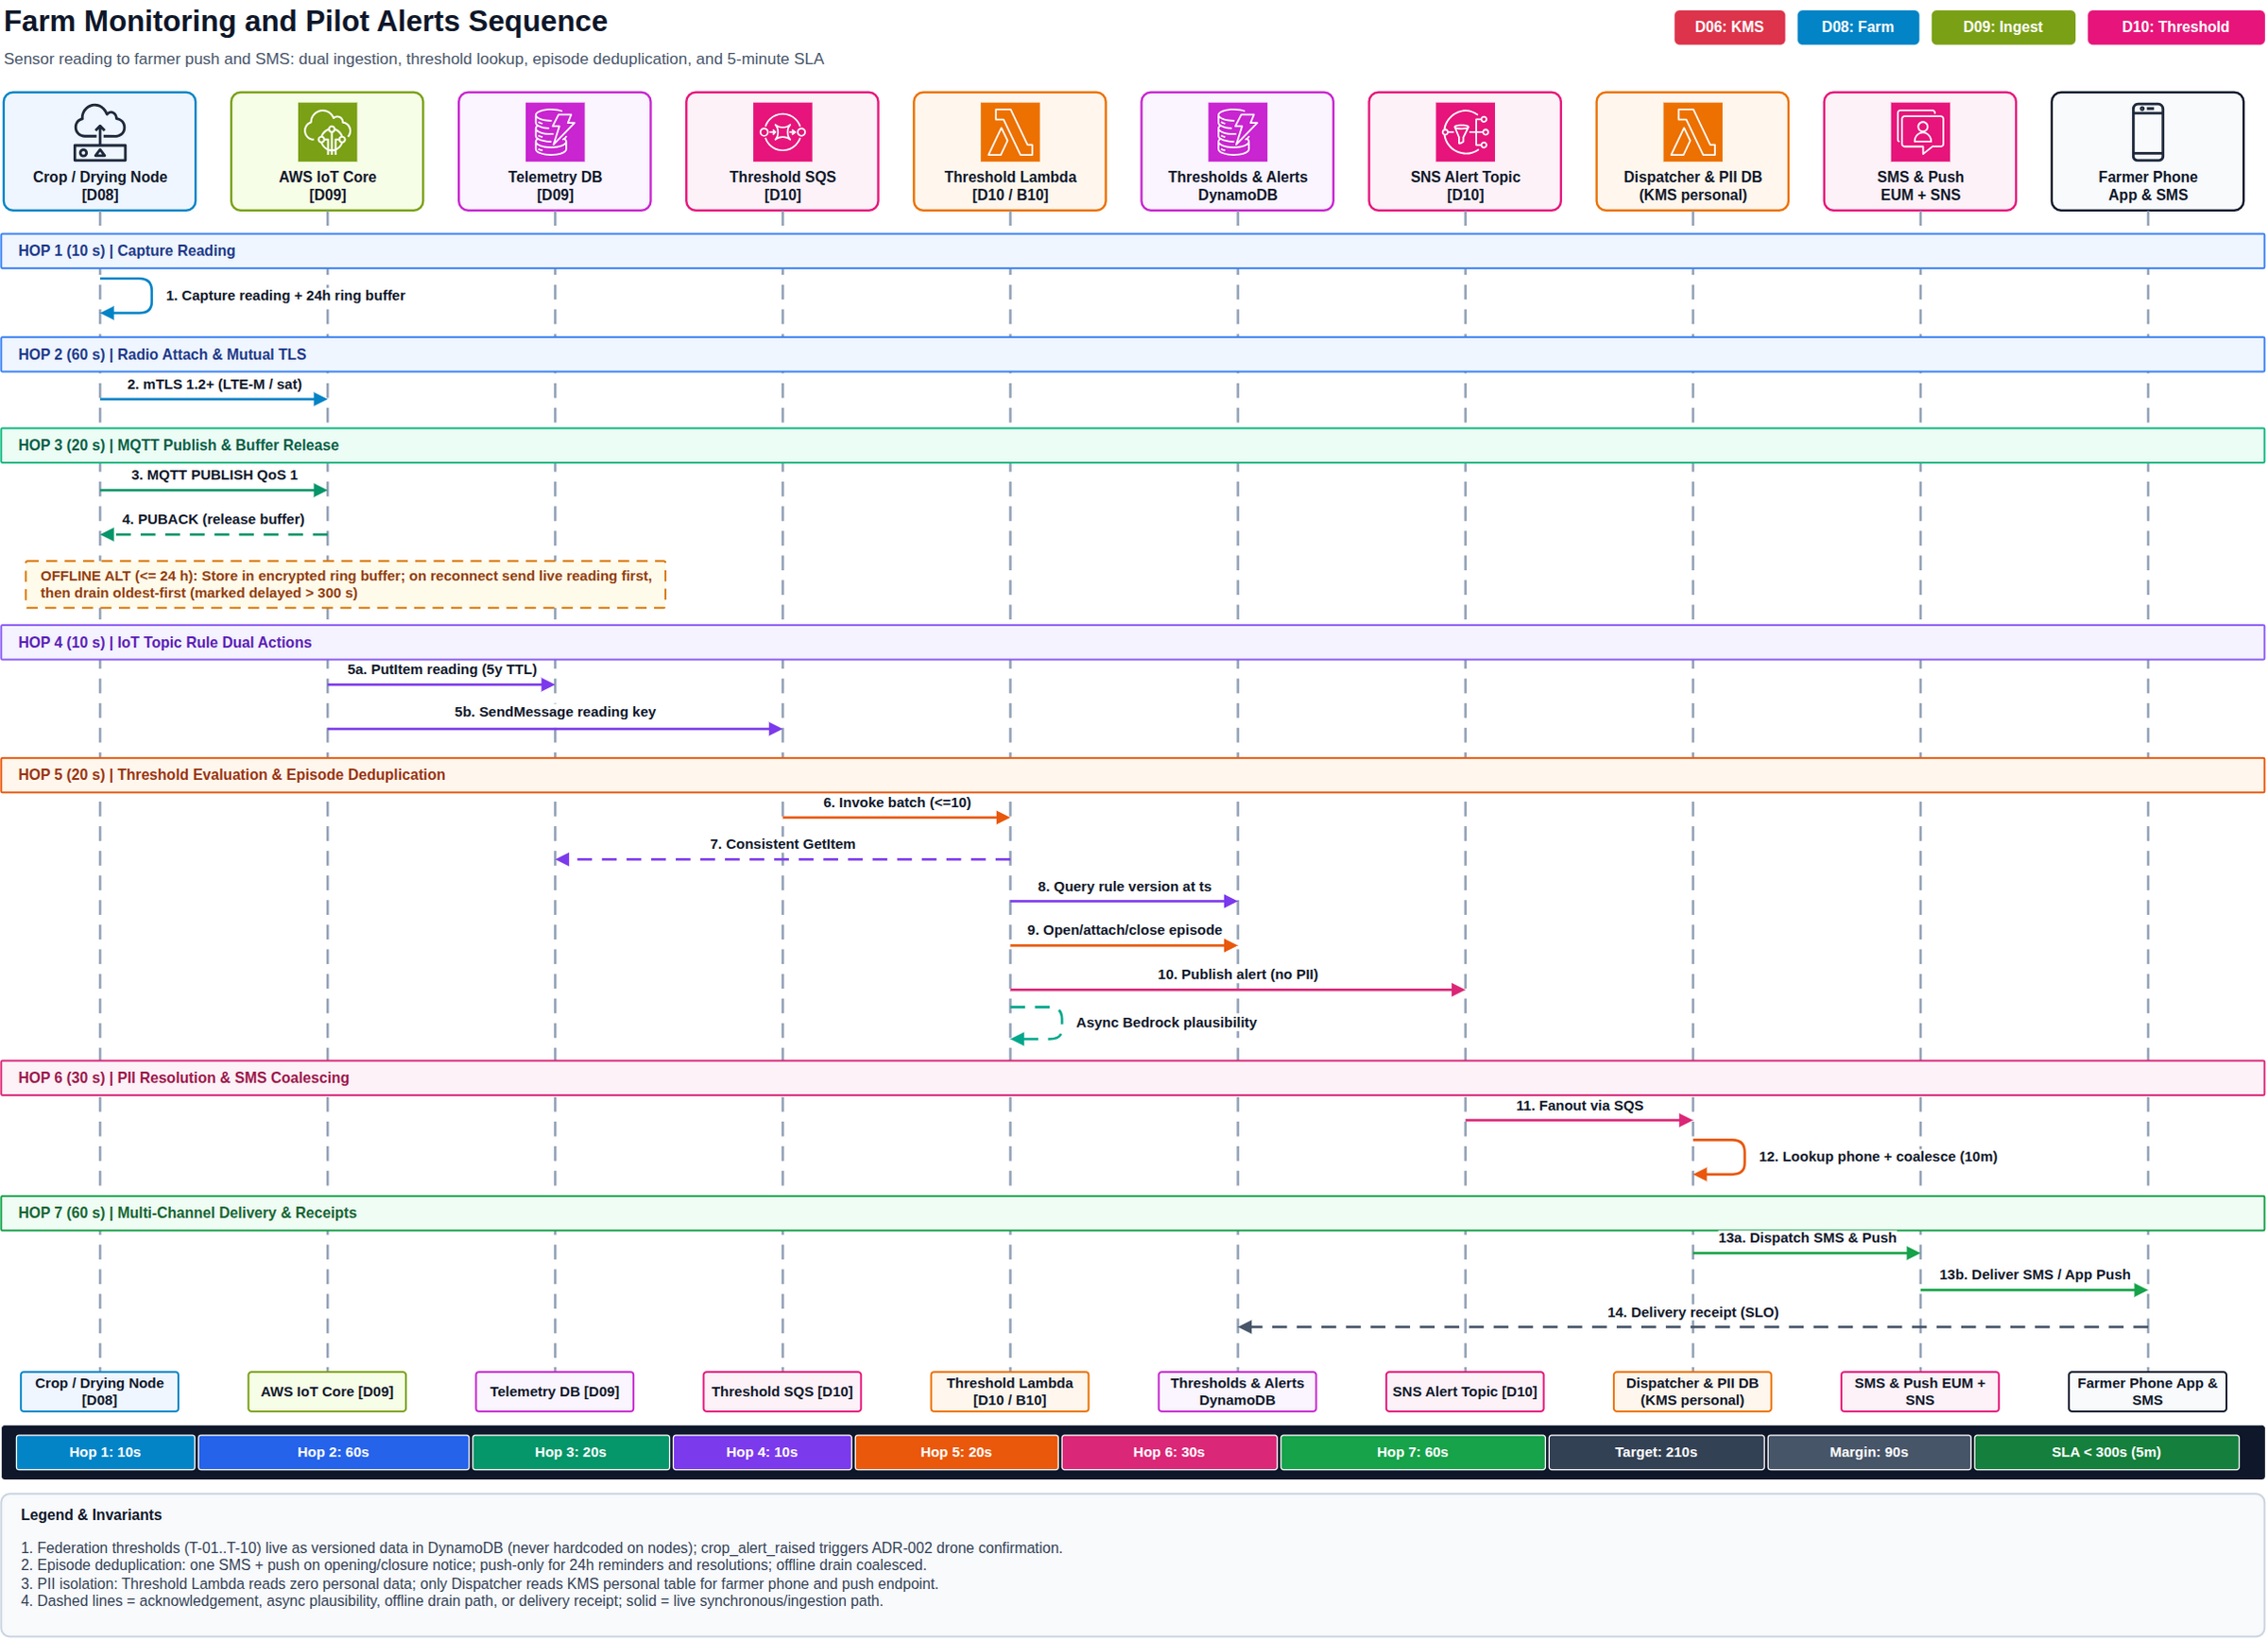 Farm Monitoring and Pilot Alerts Sequence
Sensor reading to farmer push and SMS: dual ingestion, threshold lookup, episode deduplication, and 5-minute SLA
D06: KMS
D08: Farm
D09: Ingest
D10: Threshold
Crop / Drying Node
[D08]
AWS IoT Core
[D09]
Telemetry DB
[D09]
Threshold SQS
[D10]
Threshold Lambda
[D10 / B10]
Thresholds & Alerts
DynamoDB
SNS Alert Topic
[D10]
Dispatcher & PII DB
(KMS personal)
SMS & Push
EUM + SNS
Farmer Phone
App & SMS
HOP 1 (10 s) | Capture Reading
1. Capture reading + 24h ring buffer
HOP 2 (60 s) | Radio Attach & Mutual TLS
2. mTLS 1.2+ (LTE-M / sat)
HOP 3 (20 s) | MQTT Publish & Buffer Release
3. MQTT PUBLISH QoS 1
4. PUBACK (release buffer)
OFFLINE ALT (<= 24 h): Store in encrypted ring buffer; on reconnect send live reading first,
then drain oldest-first (marked delayed > 300 s)
HOP 4 (10 s) | IoT Topic Rule Dual Actions
5a. PutItem reading (5y TTL)
5b. SendMessage reading key
HOP 5 (20 s) | Threshold Evaluation & Episode Deduplication
6. Invoke batch (<=10)
7. Consistent GetItem
8. Query rule version at ts
9. Open/attach/close episode
10. Publish alert (no PII)
Async Bedrock plausibility
HOP 6 (30 s) | PII Resolution & SMS Coalescing
11. Fanout via SQS
12. Lookup phone + coalesce (10m)
HOP 7 (60 s) | Multi-Channel Delivery & Receipts
13a. Dispatch SMS & Push
13b. Deliver SMS / App Push
14. Delivery receipt (SLO)
Crop / Drying Node
[D08]
AWS IoT Core [D09]
Telemetry DB [D09]
Threshold SQS [D10]
Threshold Lambda
[D10 / B10]
Thresholds & Alerts
DynamoDB
SNS Alert Topic [D10]
Dispatcher & PII DB
(KMS personal)
SMS & Push EUM +
SNS
Farmer Phone App &
SMS
Hop 1: 10s
Hop 2: 60s
Hop 3: 20s
Hop 4: 10s
Hop 5: 20s
Hop 6: 30s
Hop 7: 60s
Target: 210s
Margin: 90s
SLA < 300s (5m)
Legend & Invariants
1. Federation thresholds (T-01..T-10) live as versioned data in DynamoDB (never hardcoded on nodes); crop_alert_raised triggers ADR-002 drone confirmation.
2. Episode deduplication: one SMS + push on opening/closure notice; push-only for 24h reminders and resolutions; offline drain coalesced.
3. PII isolation: Threshold Lambda reads zero personal data; only Dispatcher reads KMS personal table for farmer phone and push endpoint.
4. Dashed lines = acknowledgement, async plausibility, offline drain path, or delivery receipt; solid = live synchronous/ingestion path.